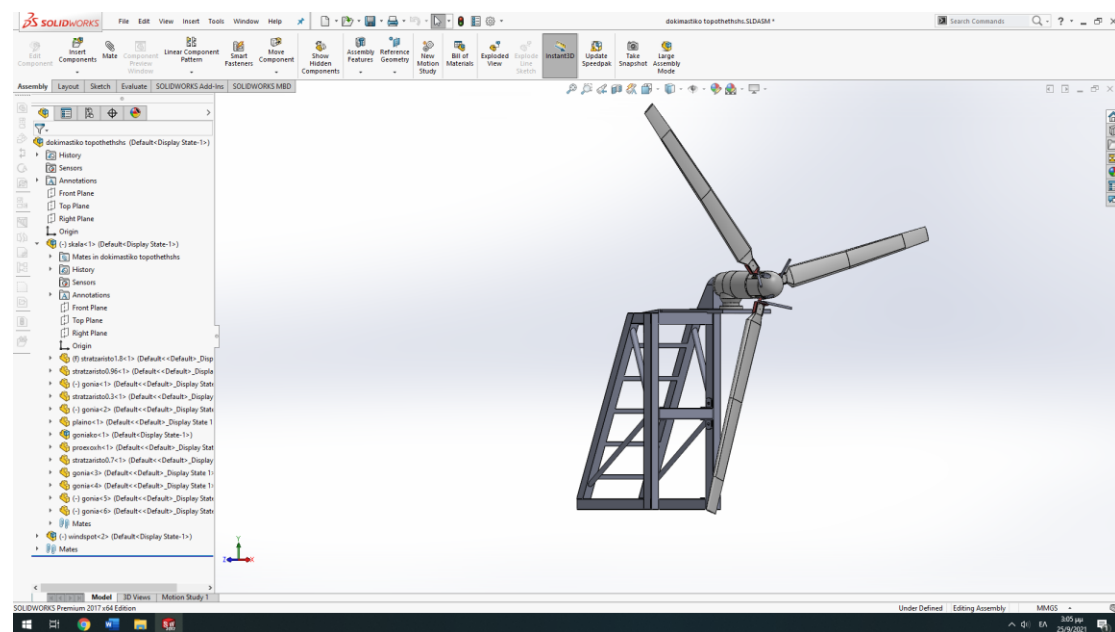 SOLIDWORKS File Edit View Insert Tools Window Help dokimastiko topothethshs.SLDASM * Search Commands
Edit Component
Insert Components
Mate
Component Preview Window
Linear Component Pattern
Smart Fasteners
Move Component
Show Hidden Components
Assembly Features
Reference Geometry
New Motion Study
Bill of Materials
Exploded View
Explode Line Sketch
Instant3D
Update Speedpak
Take Snapshot
Large Assembly Mode
Assembly Layout Sketch Evaluate SOLIDWORKS Add-Ins SOLIDWORKS MBD
dokimastiko topothethshs (Default<Display State-1>)
History
Sensors
Annotations
Front Plane
Top Plane
Right Plane
Origin
(-) skala<1> (Default<Display State-1>)
Mates in dokimastiko topothethshs
History
Sensors
Annotations
Front Plane
Top Plane
Right Plane
Origin
(f) stratzaristo1.8<1> (Default<<Default>_Disp
stratzaristo0.96<1> (Default<<Default>_Displa
(-) gonia<1> (Default<<Default>_Display State
stratzaristo0.3<1> (Default<<Default>_Display
(-) gonia<2> (Default<<Default>_Display State
plaino<1> (Default<<Default>_Display State 1
goniako<1> (Default<Display State-1>)
proexoxh<1> (Default<<Default>_Display Stat
stratzaristo0.7<1> (Default<<Default>_Display
gonia<3> (Default<<Default>_Display State 1>
gonia<4> (Default<<Default>_Display State 1>
(-) gonia<5> (Default<<Default>_Display State
(-) gonia<6> (Default<<Default>_Display State
Mates
(-) windspot<2> (Default<Display State-1>)
Mates
Y
Z X
Model 3D Views Motion Study 1
SOLIDWORKS Premium 2017 x64 Edition Under Defined Editing Assembly MMGS
ΕΛ 3:05 μμ
25/9/2021